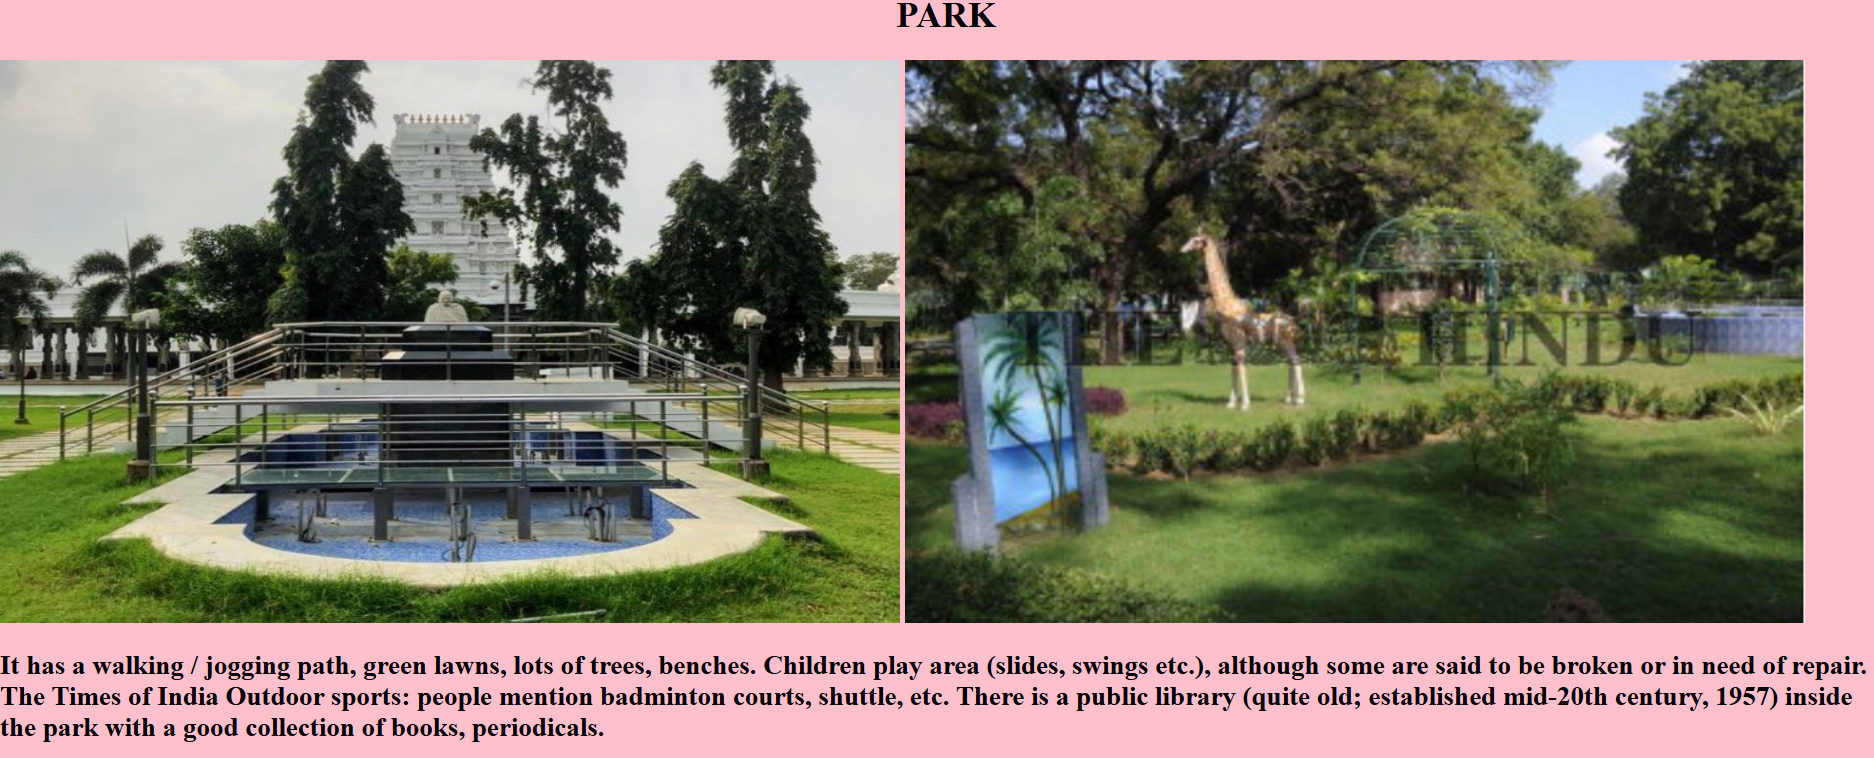 PARK
THE HINDU
It has a walking / jogging path, green lawns, lots of trees, benches. Children play area (slides, swings etc.), although some are said to be broken or in need of repair.
The Times of India Outdoor sports: people mention badminton courts, shuttle, etc. There is a public library (quite old; established mid-20th century, 1957) inside
the park with a good collection of books, periodicals.